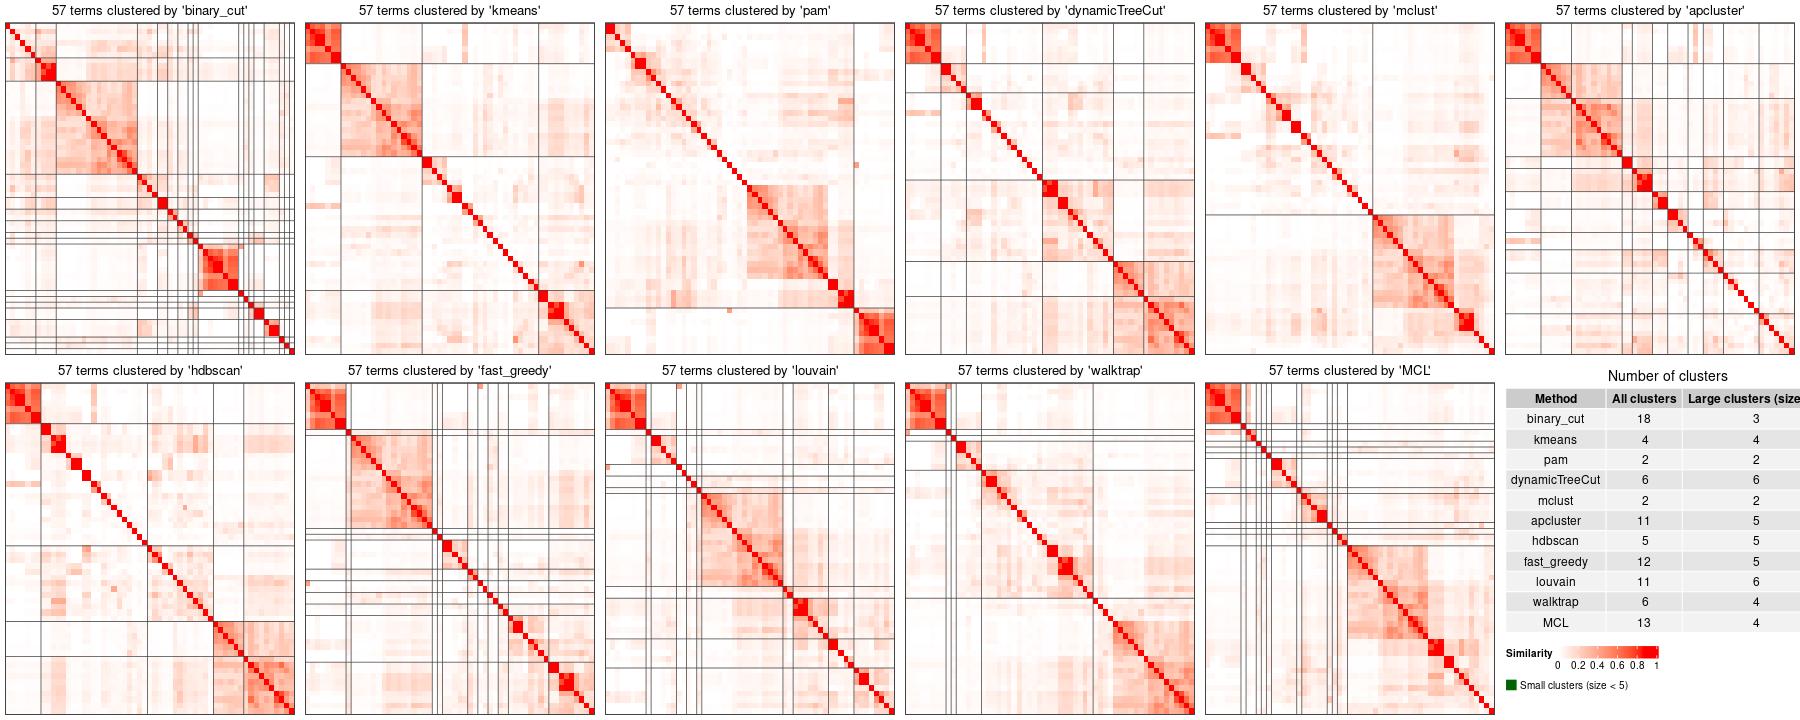 57 terms clustered by 'binary_cut'
57 terms clustered by 'kmeans'
57 terms clustered by 'pam'
57 terms clustered by 'dynamicTreeCut'
57 terms clustered by 'mclust'
57 terms clustered by 'apcluster'
57 terms clustered by 'hdbscan'
57 terms clustered by 'fast_greedy'
57 terms clustered by 'louvain'
57 terms clustered by 'walktrap'
57 terms clustered by 'MCL'
Number of clusters
Method All clusters Large clusters (size
binary_cut 18 3
kmeans 4 4
pam 2 2
dynamicTreeCut 6 6
mclust 2 2
apcluster 11 5
hdbscan 5 5
fast_greedy 12 5
louvain 11 6
walktrap 6 4
MCL 13 4
Similarity
0 0.2 0.4 0.6 0.8 1
Small clusters (size < 5)